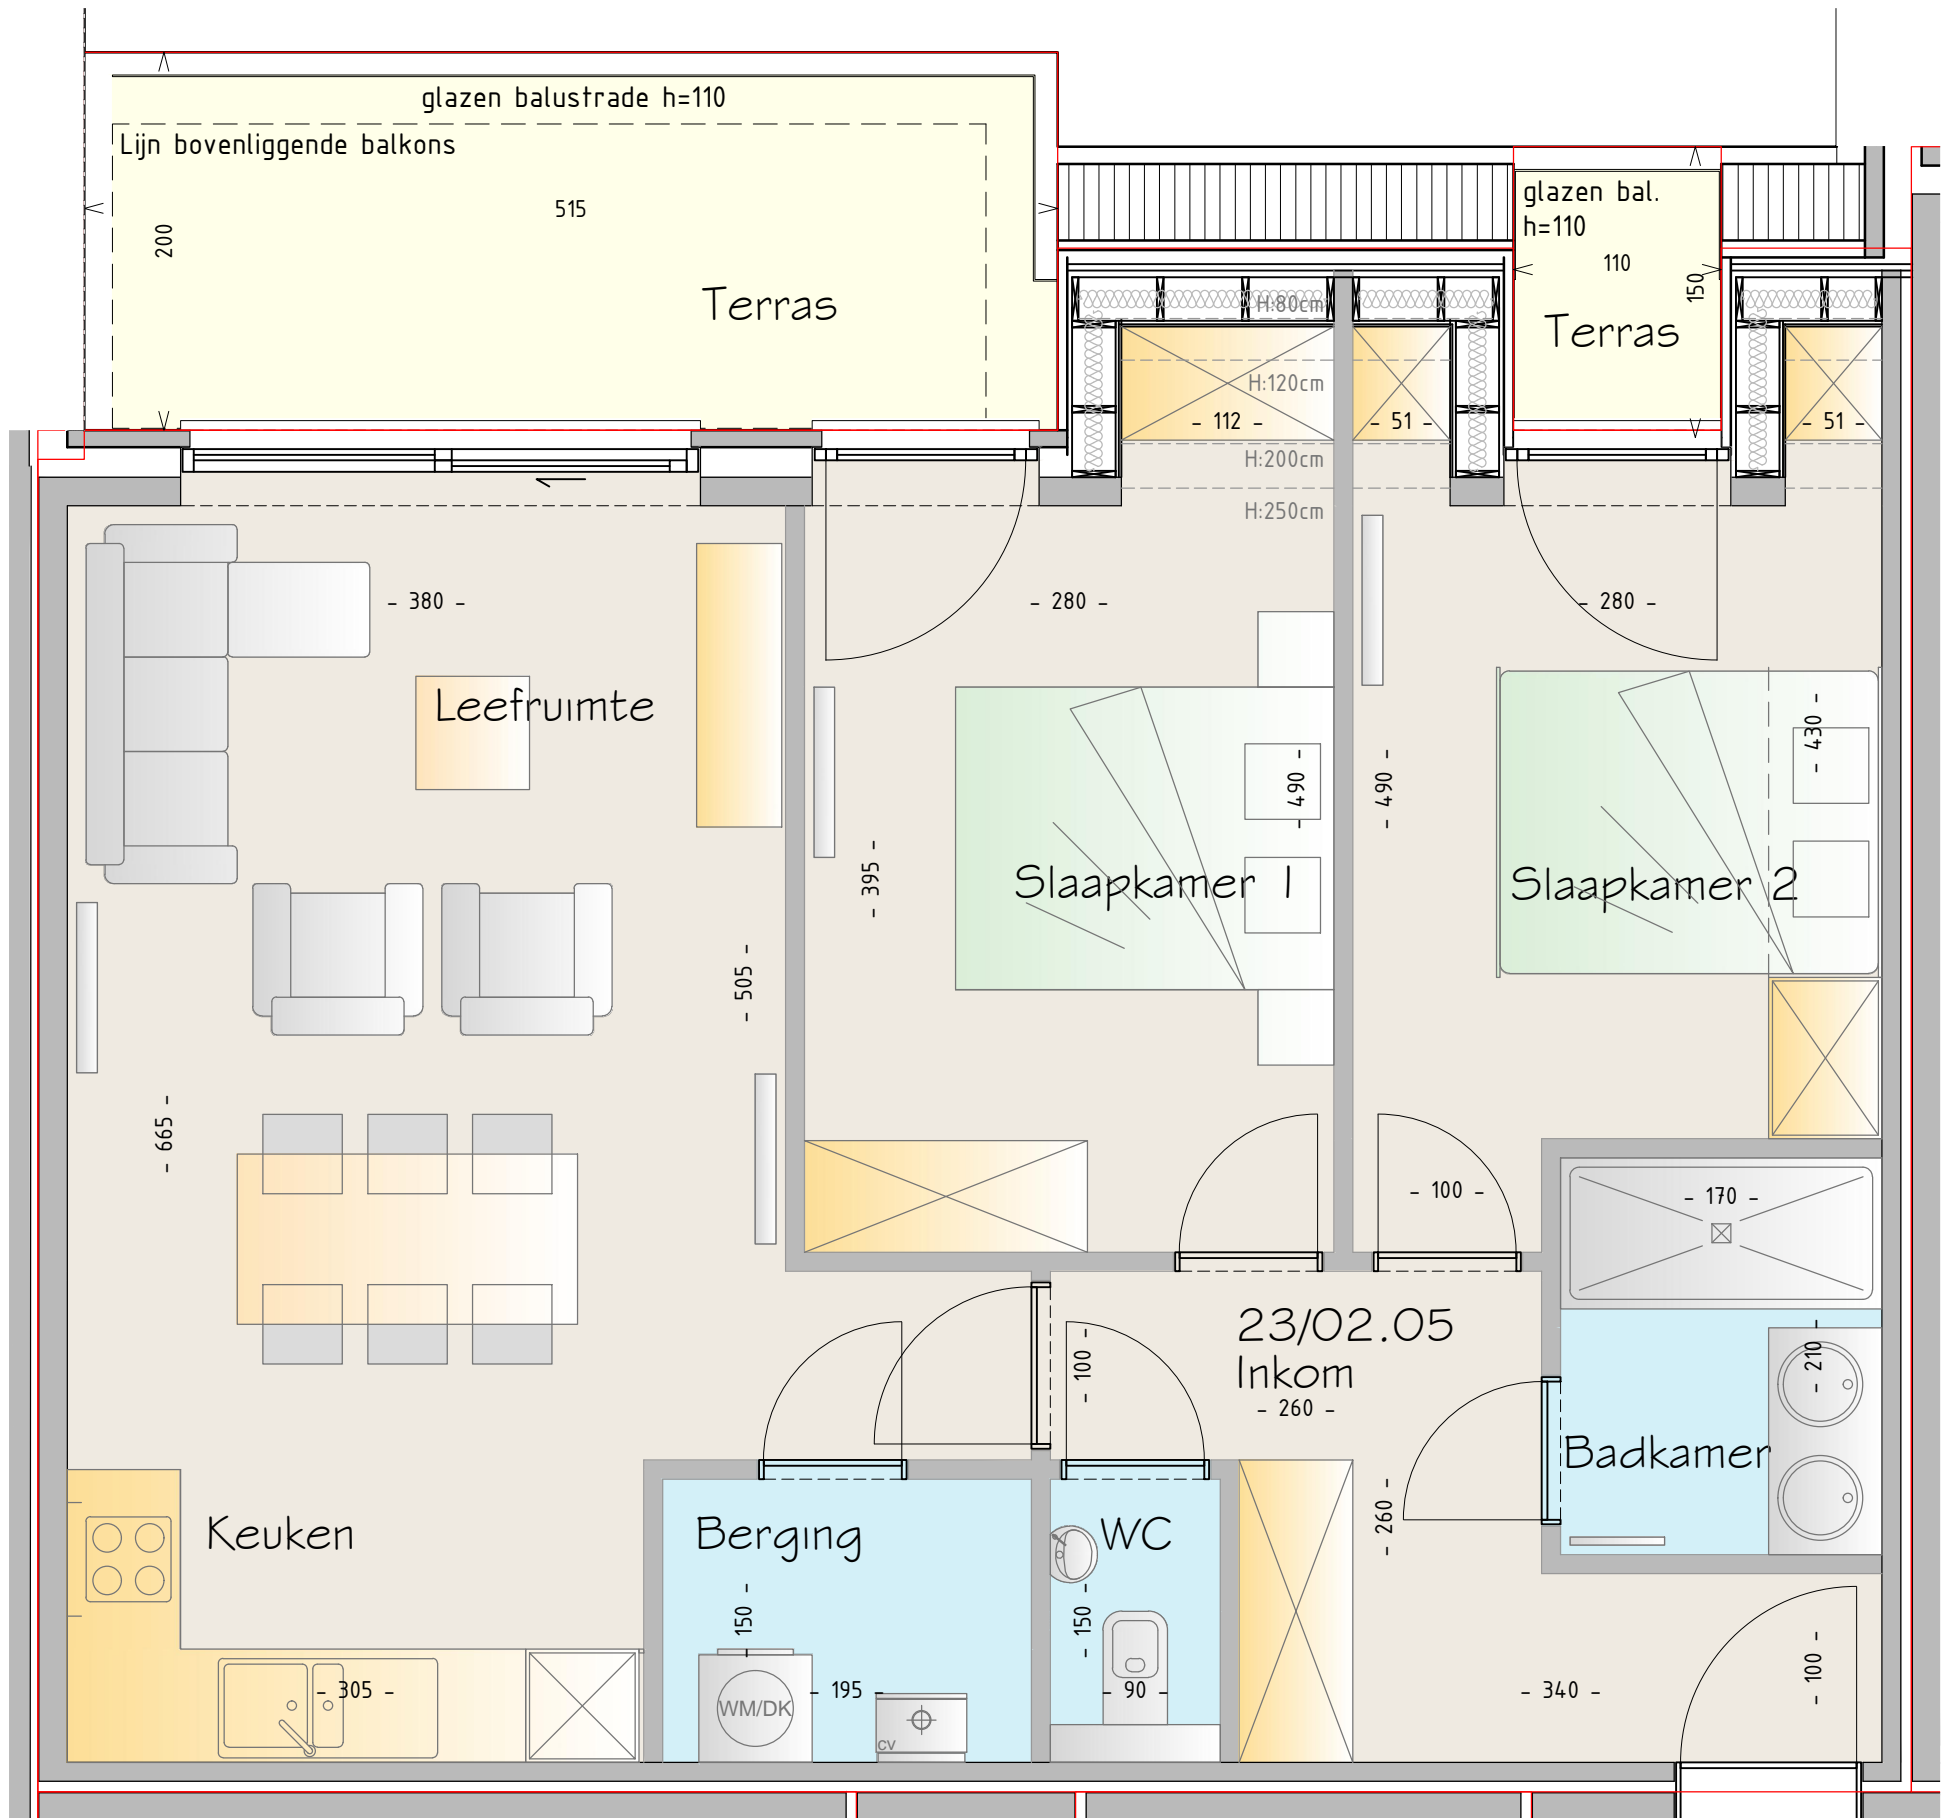 glazen balustrade h=110
Lijn bovenliggende balkons
515
200
Terras
glazen bal.
h=110
110
150
Terras
H:80cm
H:120cm
- 112 -
- 51 -
- 51 -
H:200cm
H:250cm
- 380 -
- 280 -
- 280 -
Leefruimte
- 430 -
- 490 -
- 490 -
- 395 -
Slaapkamer 1
Slaapkamer 2
- 505 -
- 665 -
- 100 -
- 170 -
23/02.05
Inkom
- 260 -
- 100 -
- 210 -
Badkamer
Keuken
Berging
WC
- 260 -
- 150 -
- 150 -
- 305 -
WM/DK
- 195 -
CV
- 90 -
- 340 -
- 100 -